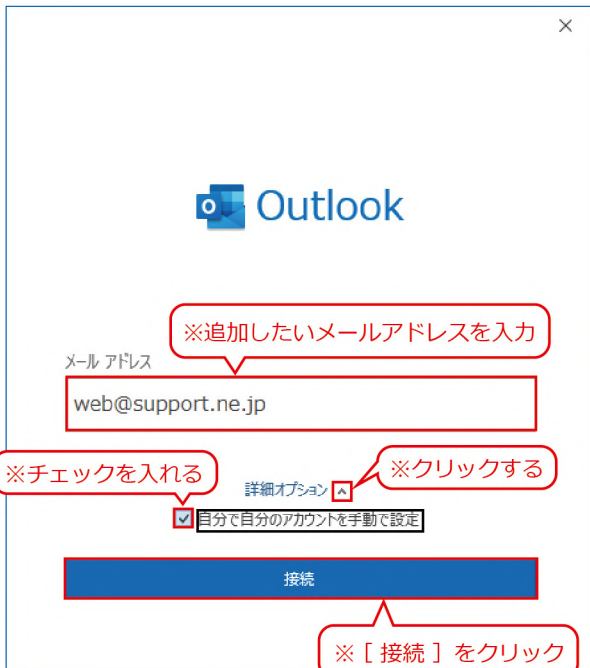 Outlook
※追加したいメールアドレスを入力
メール アドレス
web@support.ne.jp
※チェックを入れる
※クリックする
詳細オプション
自分で自分のアカウントを手動で設定
接続
※［ 接続 ］をクリック